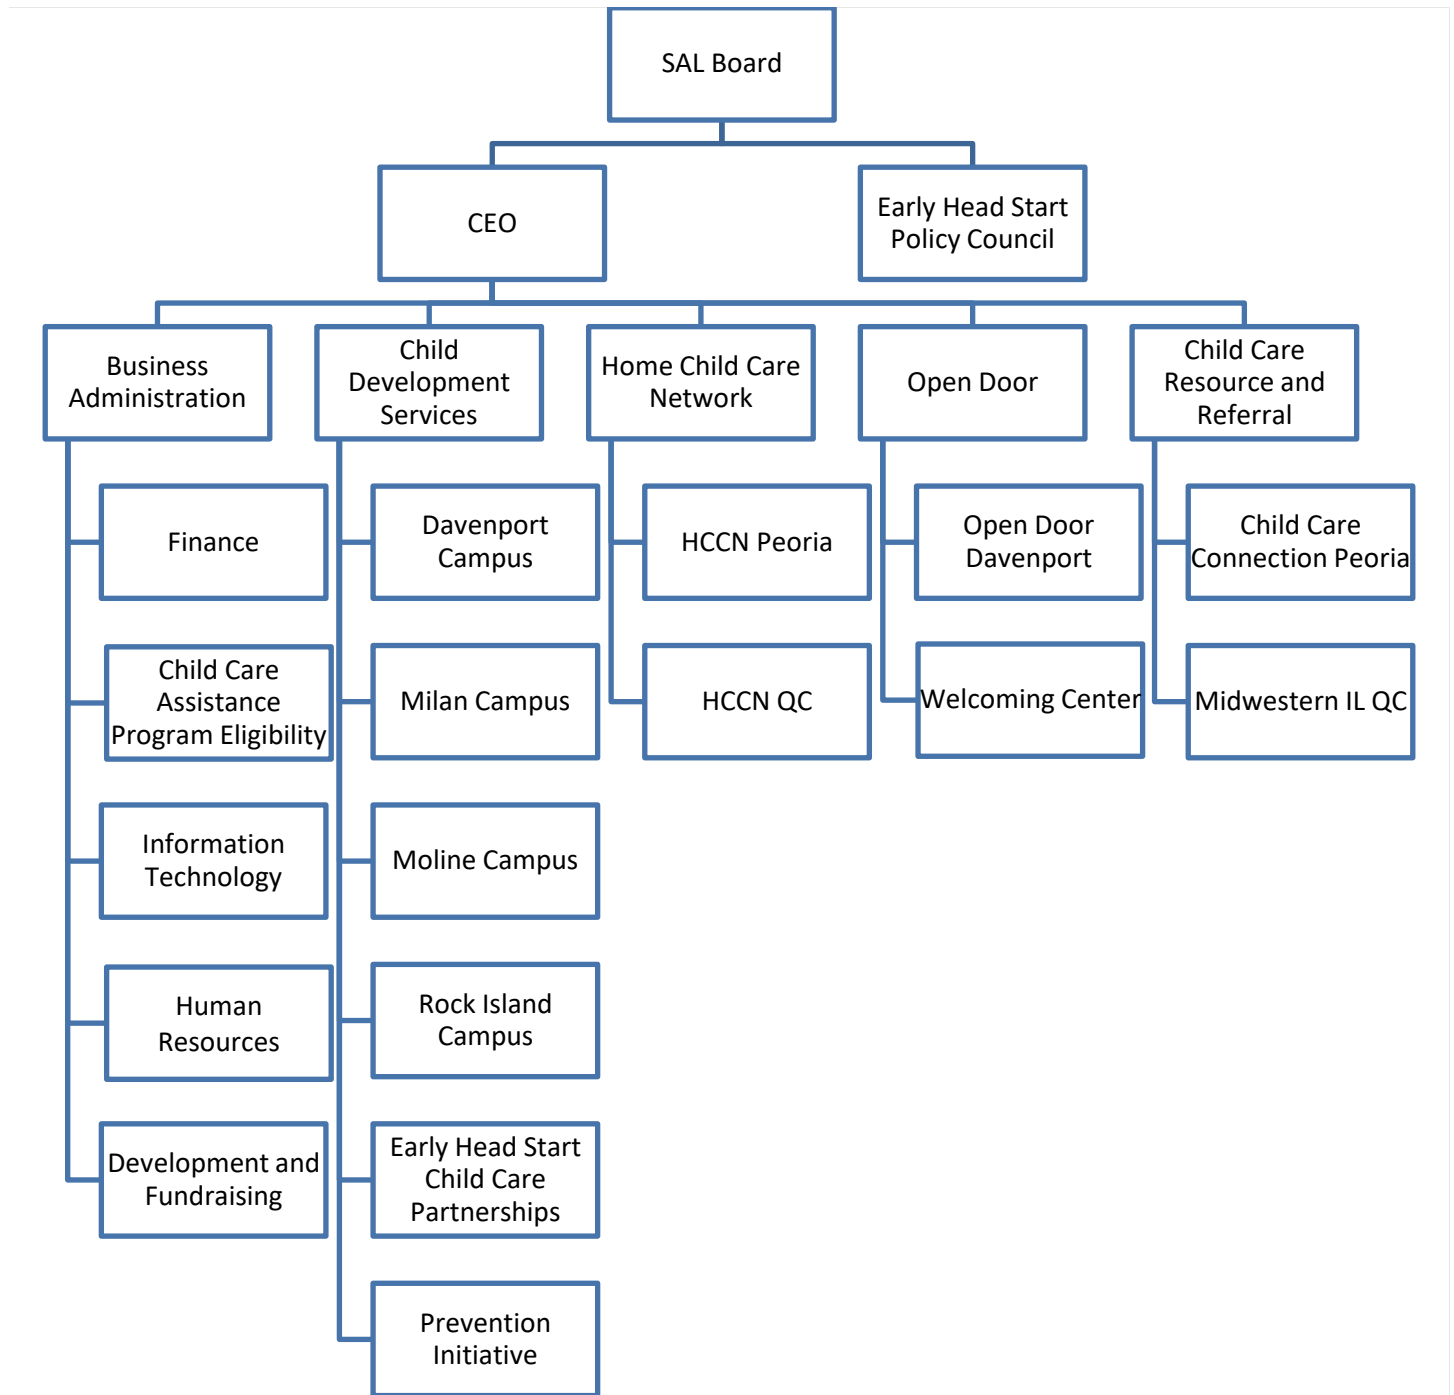 SAL Board
CEO
Early Head Start
Policy Council
Business
Administration
Child
Development
Services
Home Child Care
Network
Open Door
Child Care
Resource and
Referral
Finance
Davenport
Campus
HCCN Peoria
Open Door
Davenport
Child Care
Connection Peoria
Child Care
Assistance
Program Eligibility
Milan Campus
HCCN QC
Welcoming Center
Midwestern IL QC
Information
Technology
Moline Campus
Human
Resources
Rock Island
Campus
Development and
Fundraising
Early Head Start
Child Care
Partnerships
Prevention
Initiative